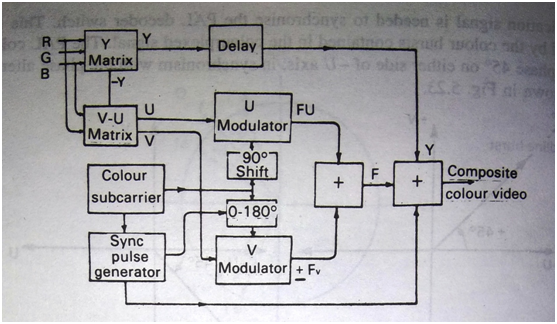 R
G
B
Y
Matrix
Y
Delay
-Y
V-U
Matrix
U
V
U
Modulator
FU
90°
Shift
Colour
subcarrier
0-180°
Sync
pulse
generator
V
Modulator
± Fv
+
F
+
Y
Composite
colour video